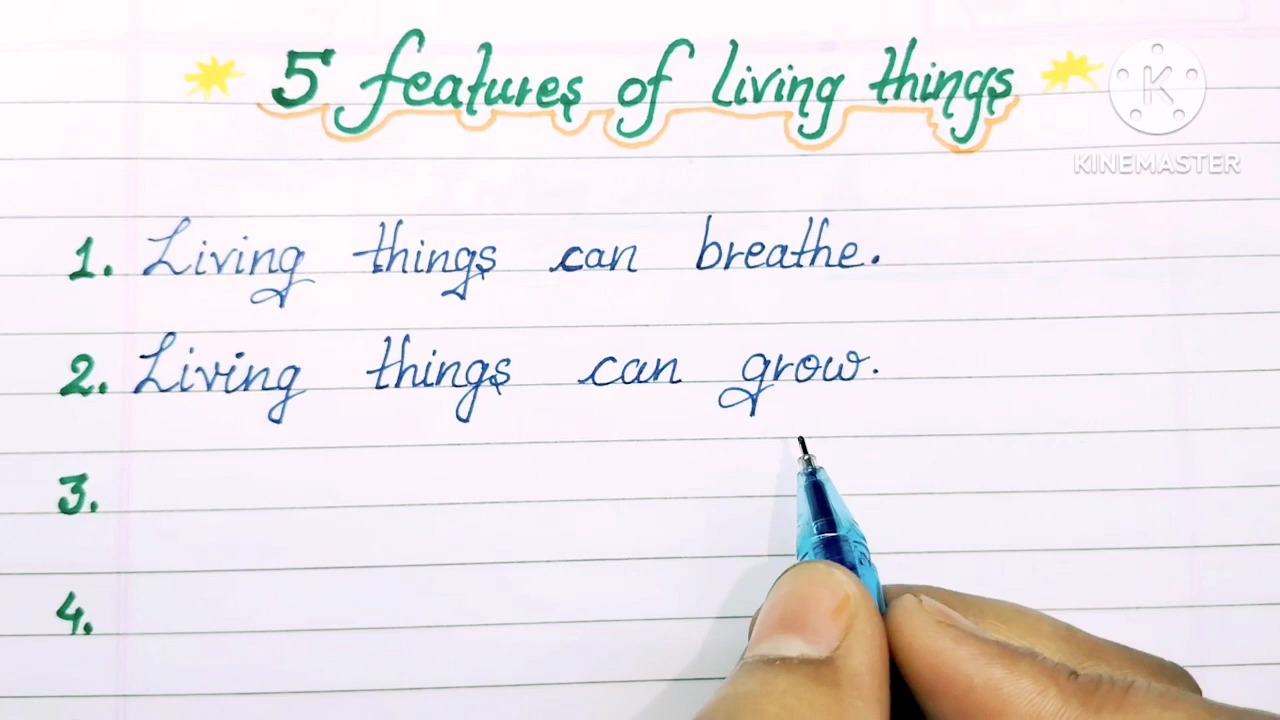 5 features of living things
K
KINEMASTER
1. Living things can breathe.
2. Living things can grow.
3.
4.